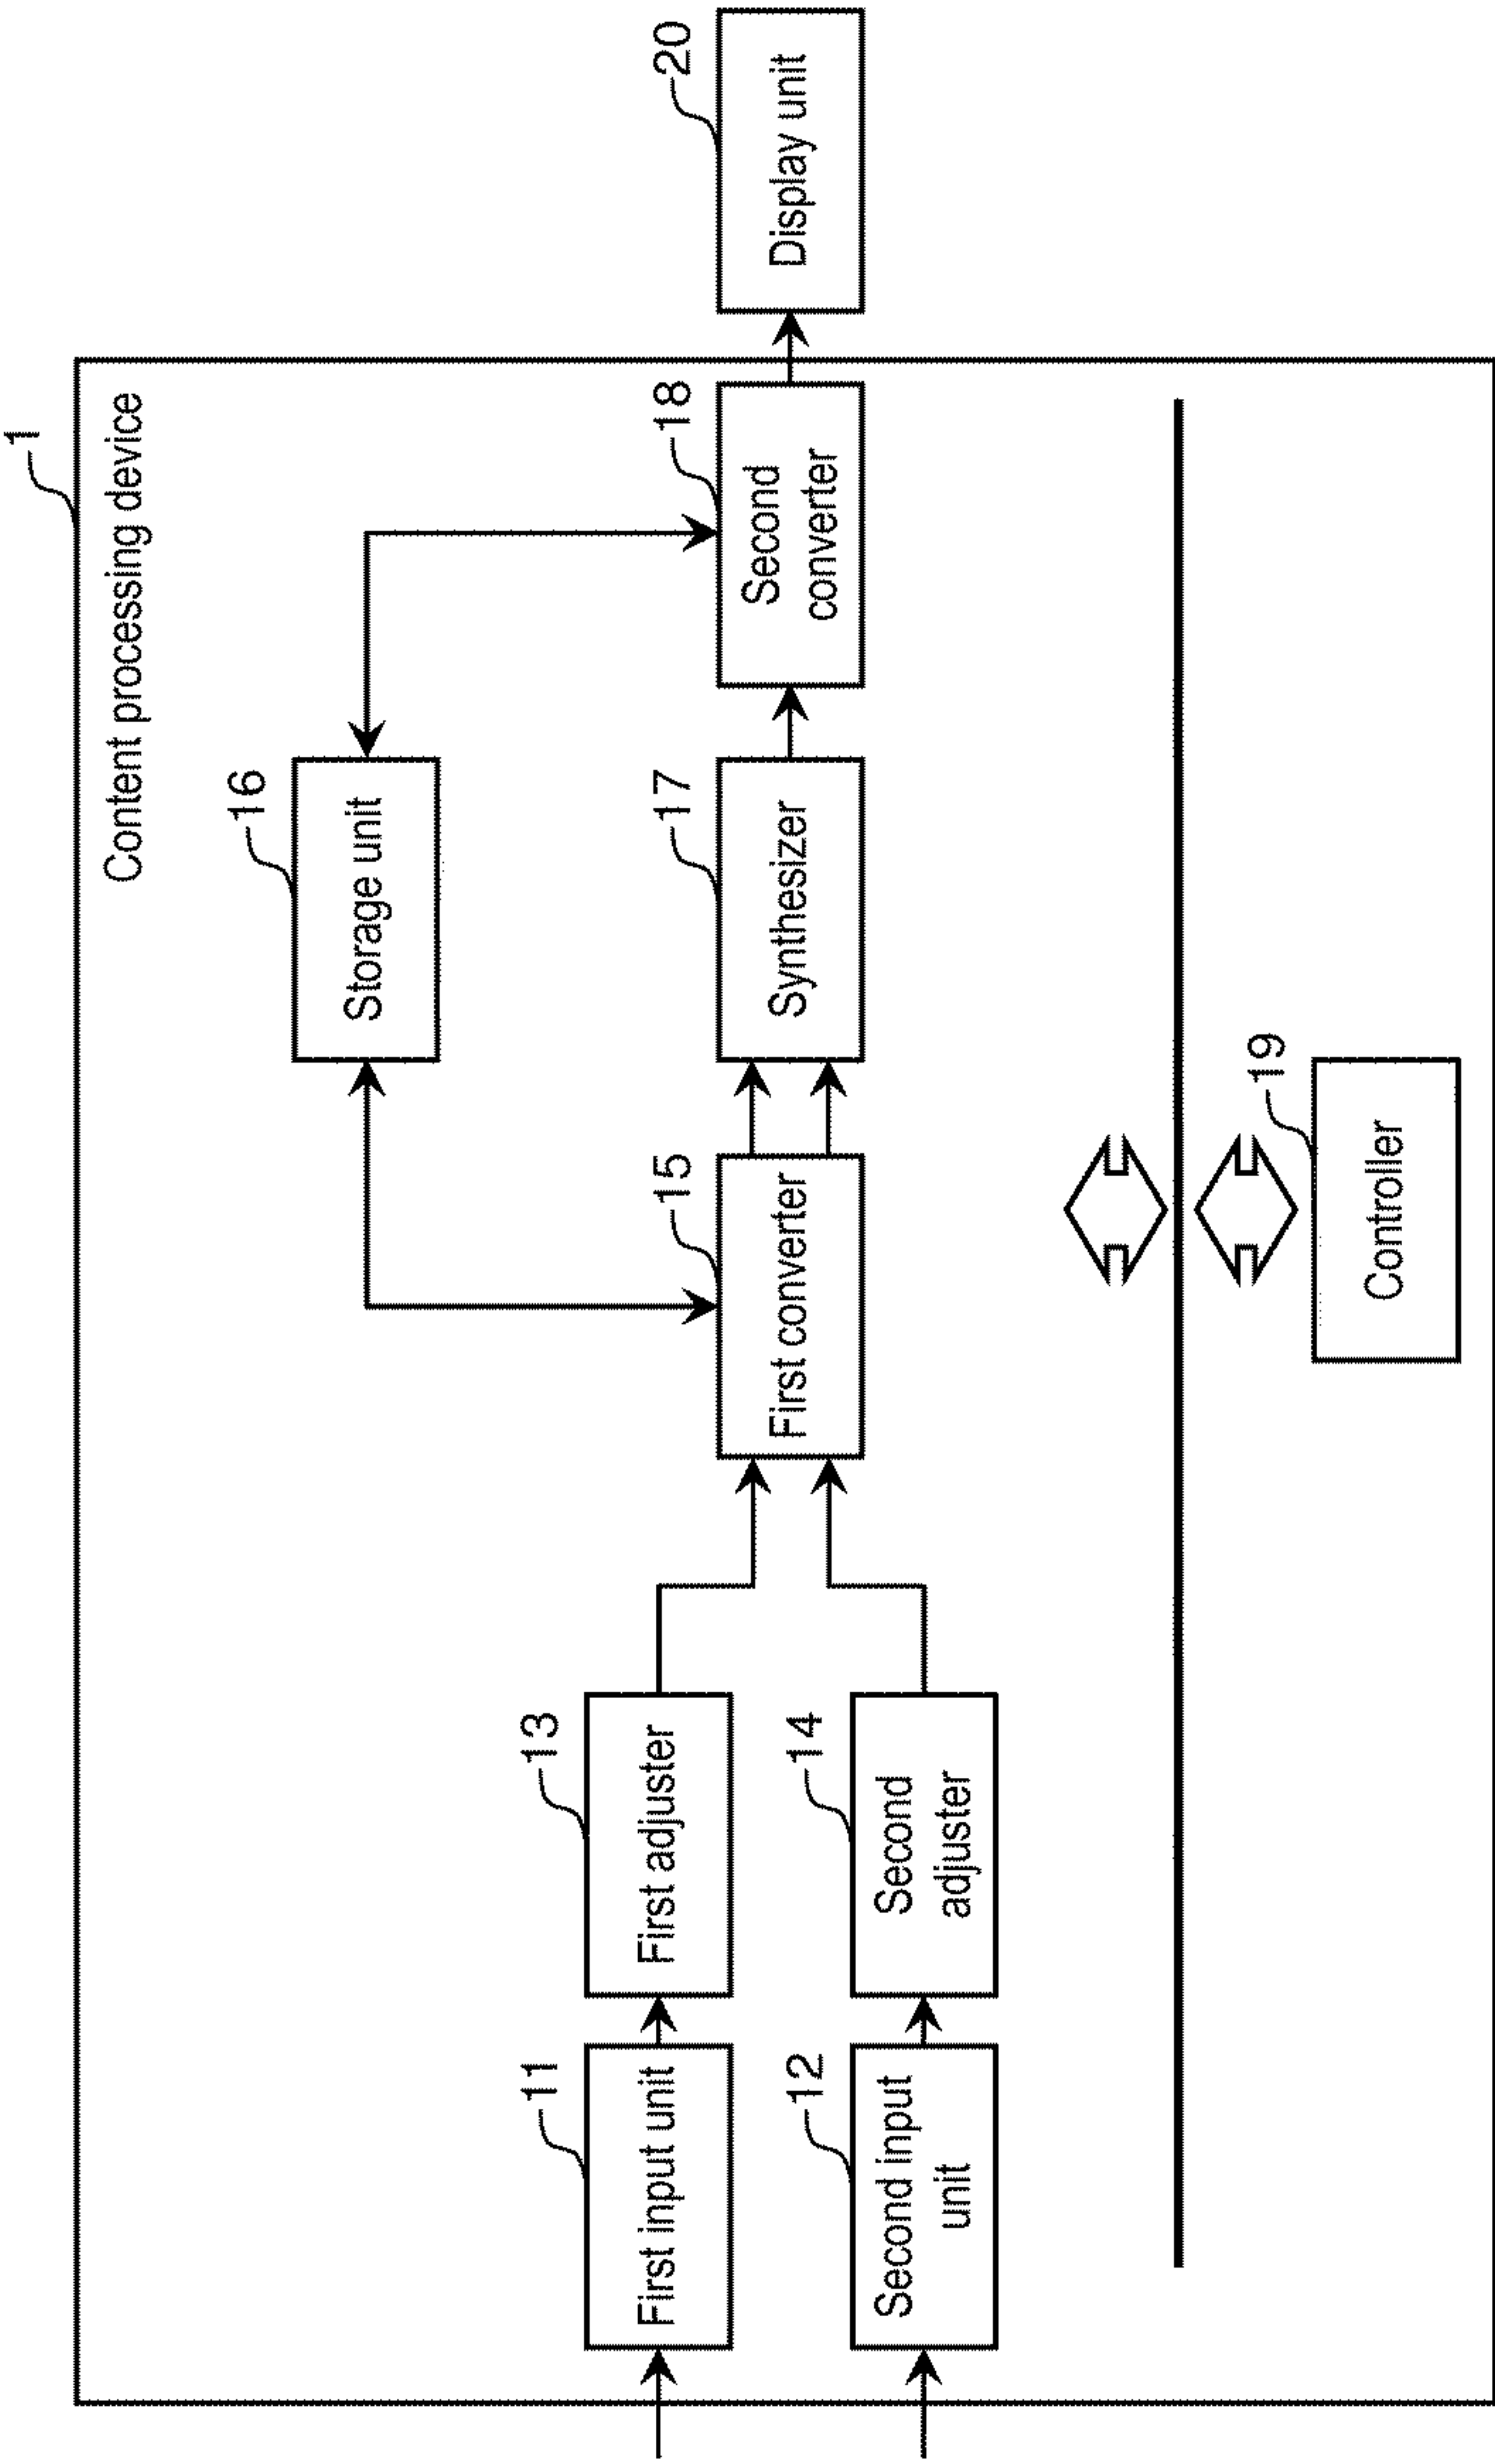 1
Content processing device
16
Storage unit
11
First input unit
13
First adjuster
12
Second input
unit
14
Second
adjuster
15
First converter
17
Synthesizer
18
Second
converter
20
Display unit
19
Controller